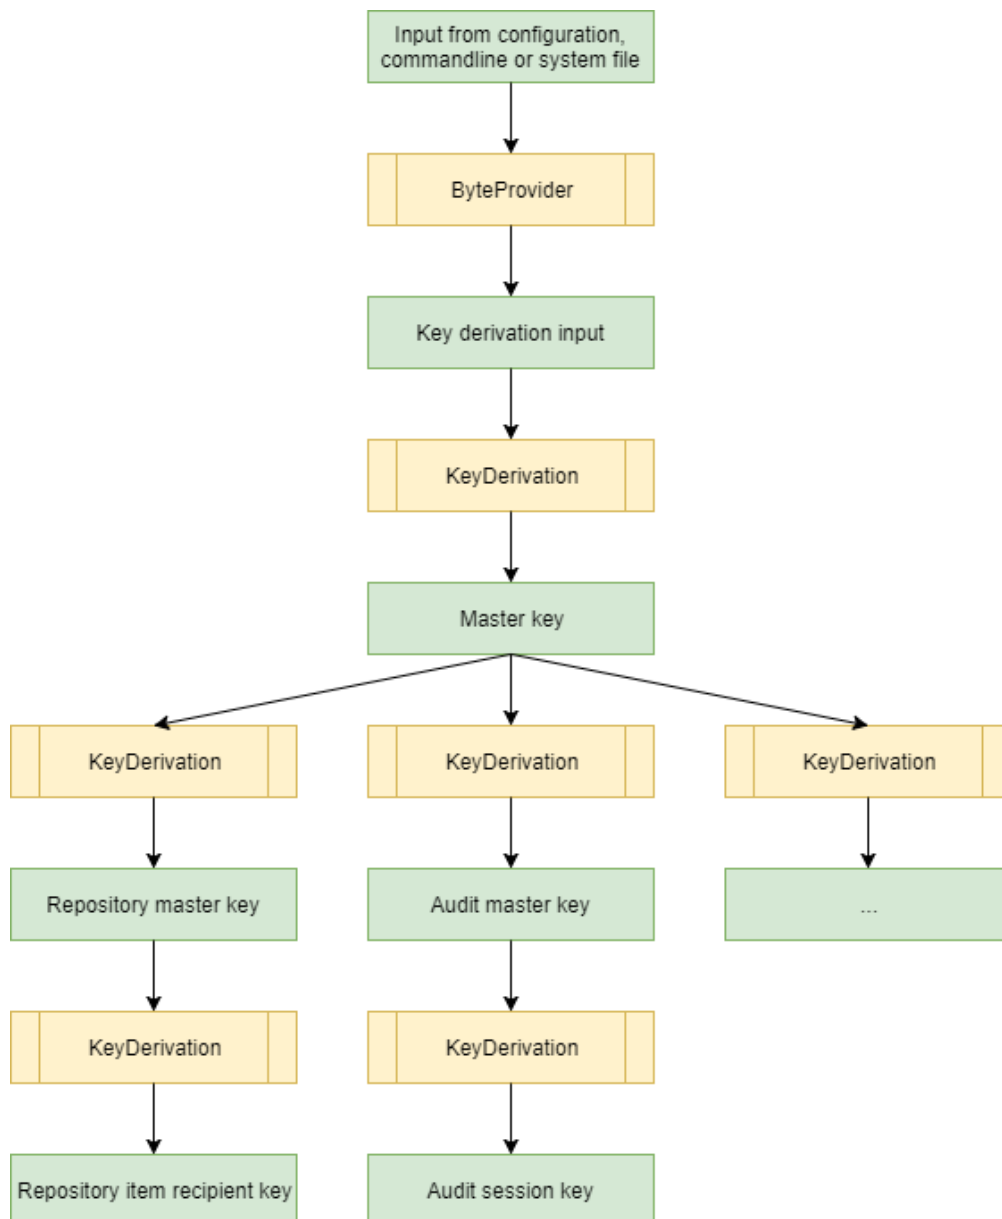 Input from configuration,
commandline or system file
ByteProvider
Key derivation input
KeyDerivation
Master key
KeyDerivation
KeyDerivation
KeyDerivation
Repository master key
Audit master key
...
KeyDerivation
KeyDerivation
Repository item recipient key
Audit session key